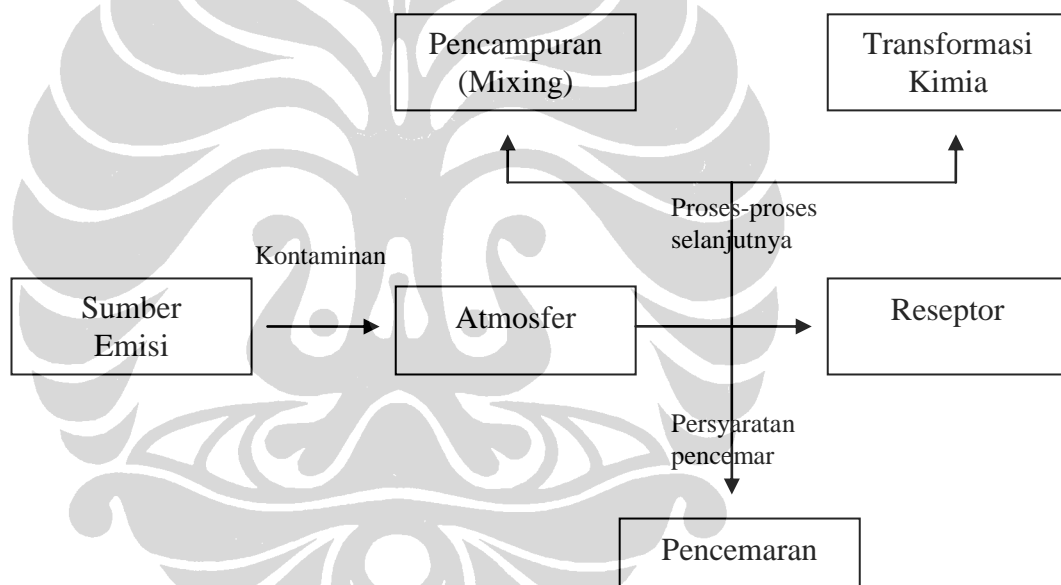 Pencampuran
(Mixing)
Transformasi
Kimia
Proses-proses
selanjutnya
Kontaminan
Sumber
Emisi
Atmosfer
Reseptor
Persyaratan
pencemar
Pencemaran